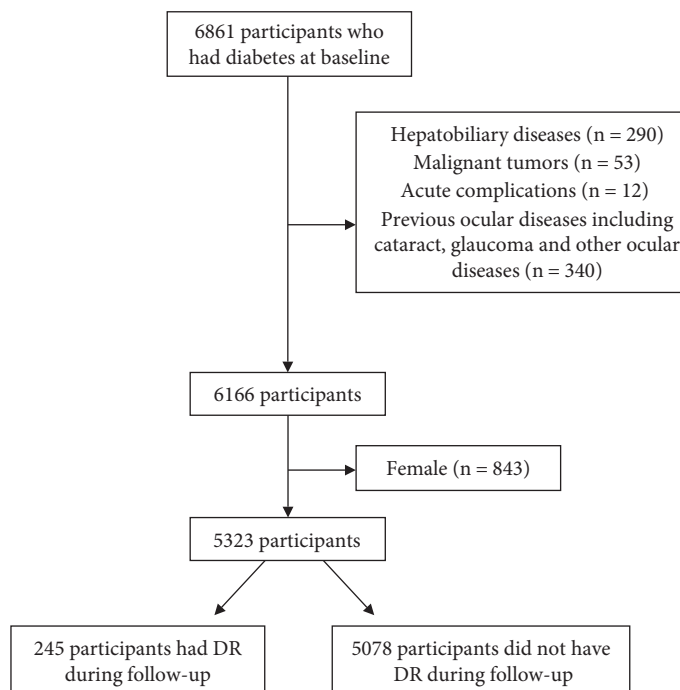 6861 participants who
had diabetes at baseline
Hepatobiliary diseases (n = 290)
Malignant tumors (n = 53)
Acute complications (n = 12)
Previous ocular diseases including
cataract, glaucoma and other ocular
diseases (n = 340)
6166 participants
Female (n = 843)
5323 participants
245 participants had DR
during follow-up
5078 participants did not have
DR during follow-up